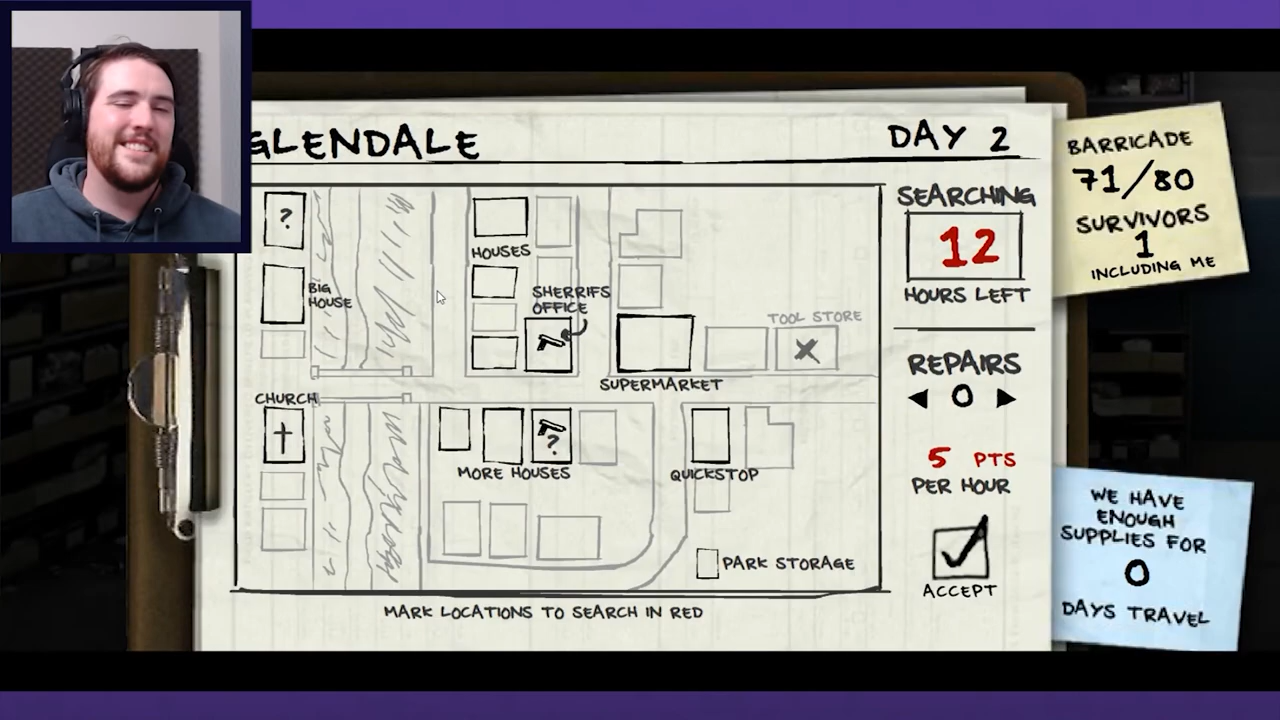 GLENDALE
DAY 2
?
BIG
HOUSE
HOUSES
SHERRIFS
OFFICE
TOOL STORE
SUPERMARKET
CHURCH
?
MORE HOUSES
QUICKSTOP
PARK STORAGE
MARK LOCATIONS TO SEARCH IN RED
SEARCHING
12
HOURS LEFT
REPAIRS
0
5 PTS
PER HOUR
ACCEPT
BARRICADE
71/80
SURVIVORS
1
INCLUDING ME
WE HAVE
ENOUGH
SUPPLIES FOR
0
DAYS TRAVEL